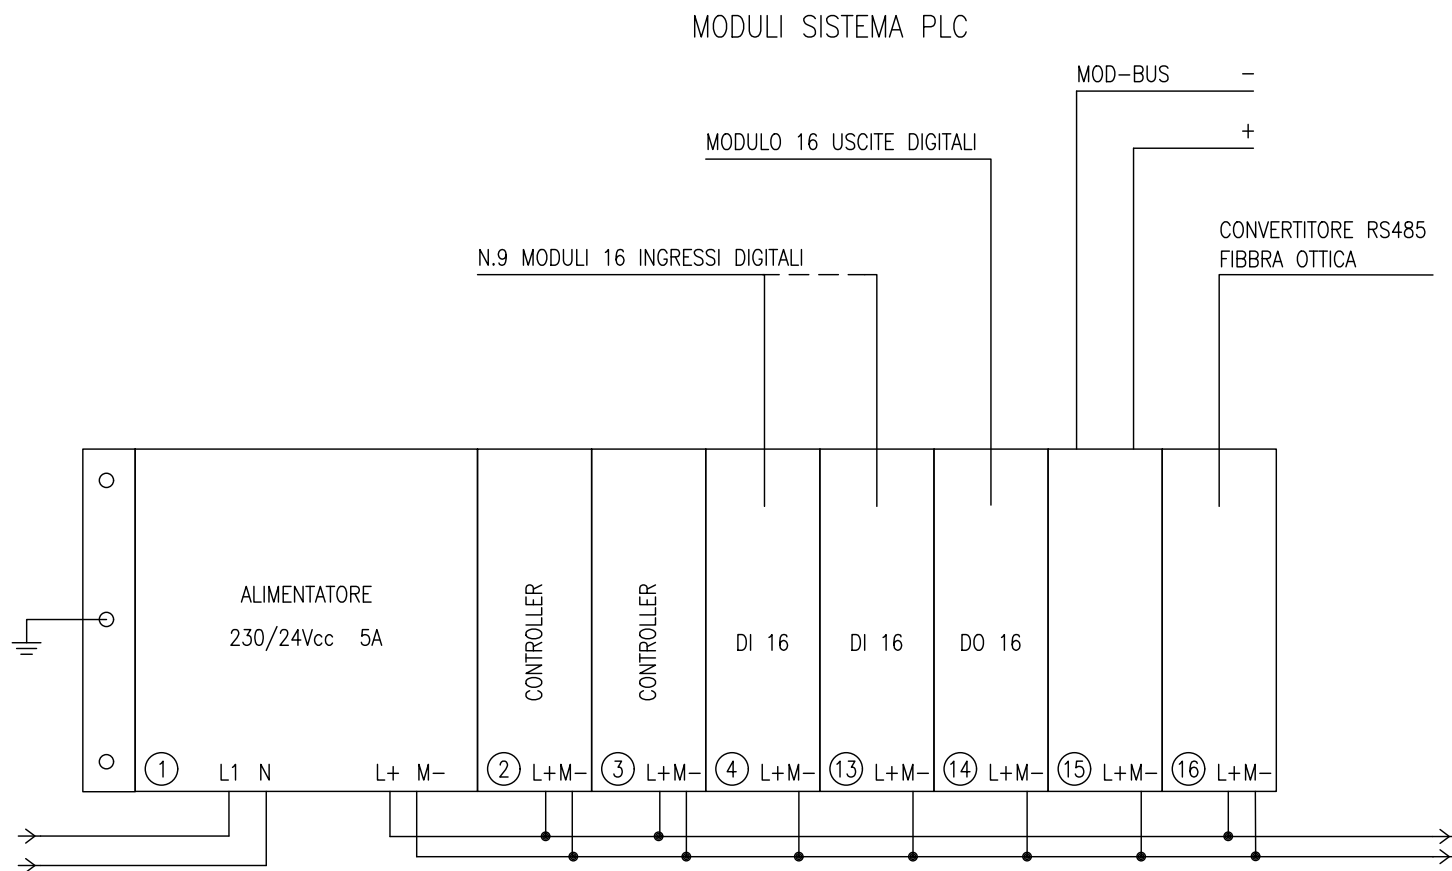 MODULI SISTEMA PLC
MOD-BUS -
+
MODULO 16 USCITE DIGITALI
CONVERTITORE RS485
FIBBRA OTTICA
N.9 MODULI 16 INGRESSI DIGITALI
ALIMENTATORE
230/24Vcc 5A
CONTROLLER
CONTROLLER
DI 16
DI 16
DO 16
1 L1 N L+ M-
2 L+M-
3 L+M-
4 L+M-
13 L+M-
14 L+M-
15 L+M-
16 L+M-